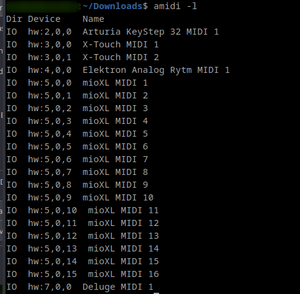 ~/Downloads$ amidi -l
Dir Device    Name
IO  hw:2,0,0  Arturia KeyStep 32 MIDI 1
IO  hw:3,0,0  X-Touch MIDI 1
IO  hw:3,0,1  X-Touch MIDI 2
IO  hw:4,0,0  Elektron Analog Rytm MIDI 1
IO  hw:5,0,0  mioXL MIDI 1
IO  hw:5,0,1  mioXL MIDI 2
IO  hw:5,0,2  mioXL MIDI 3
IO  hw:5,0,3  mioXL MIDI 4
IO  hw:5,0,4  mioXL MIDI 5
IO  hw:5,0,5  mioXL MIDI 6
IO  hw:5,0,6  mioXL MIDI 7
IO  hw:5,0,7  mioXL MIDI 8
IO  hw:5,0,8  mioXL MIDI 9
IO  hw:5,0,9  mioXL MIDI 10
IO  hw:5,0,10  mioXL MIDI 11
IO  hw:5,0,11  mioXL MIDI 12
IO  hw:5,0,12  mioXL MIDI 13
IO  hw:5,0,13  mioXL MIDI 14
IO  hw:5,0,14  mioXL MIDI 15
IO  hw:5,0,15  mioXL MIDI 16
IO  hw:7,0,0  Deluge MIDI 1